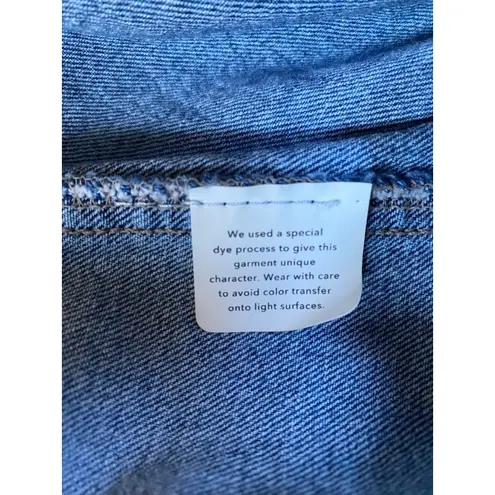 We used a special
dye process to give this
garment unique
character. Wear with care
to avoid color transfer
onto light surfaces.